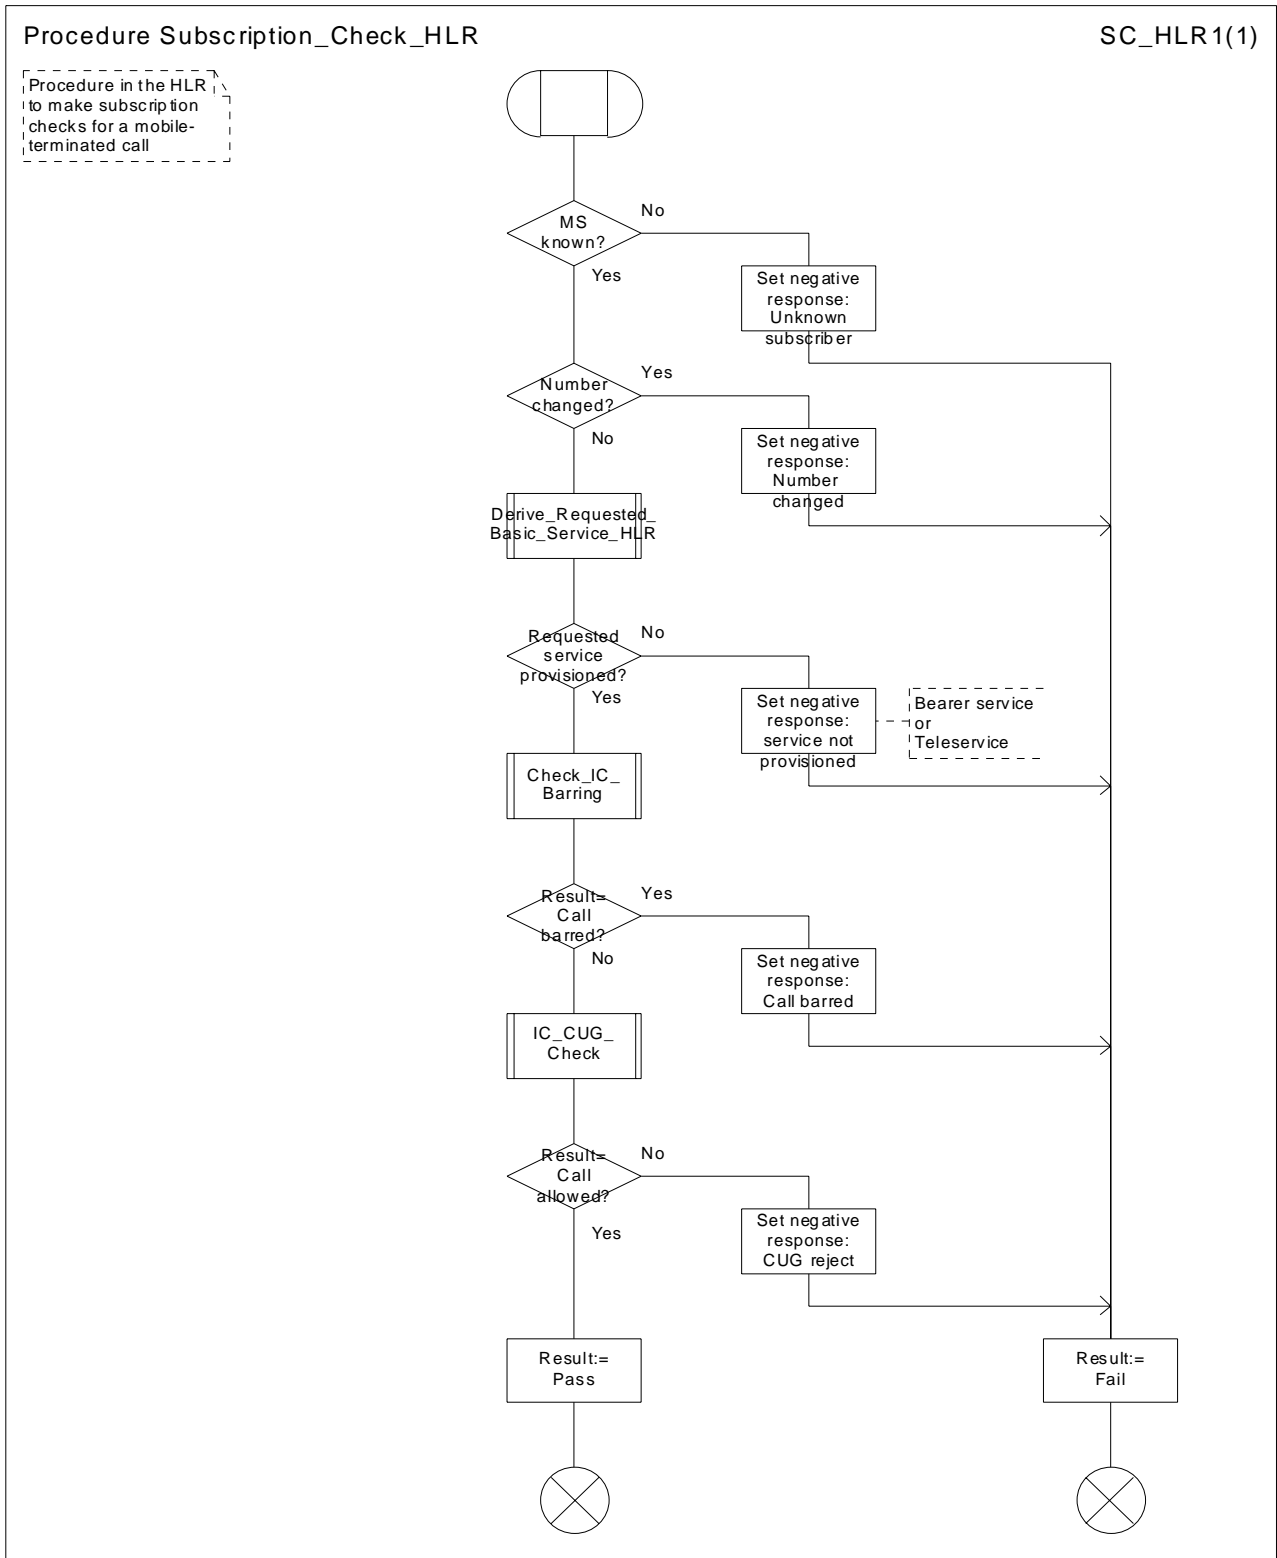 Procedure Subscription_Check_HLR
SC_HLR1(1)
Procedure in the HLR
to make subscription
checks for a mobile-
terminated call
MS
known?
No
Yes
Set negative
response:
Unknown
subscriber
Number
changed?
Yes
No
Set negative
response:
Number
changed
Derive_Requested_
Basic_Service_HLR
Requested
service
provisioned?
No
Yes
Set negative
response:
service not
provisioned
Bearer service
or
Teleservice
Check_IC_
Barring
Result=
Call
barred?
Yes
No
Set negative
response:
Call barred
IC_CUG_
Check
Result=
Call
allowed?
No
Yes
Set negative
response:
CUG reject
Result:=
Pass
Result:=
Fail